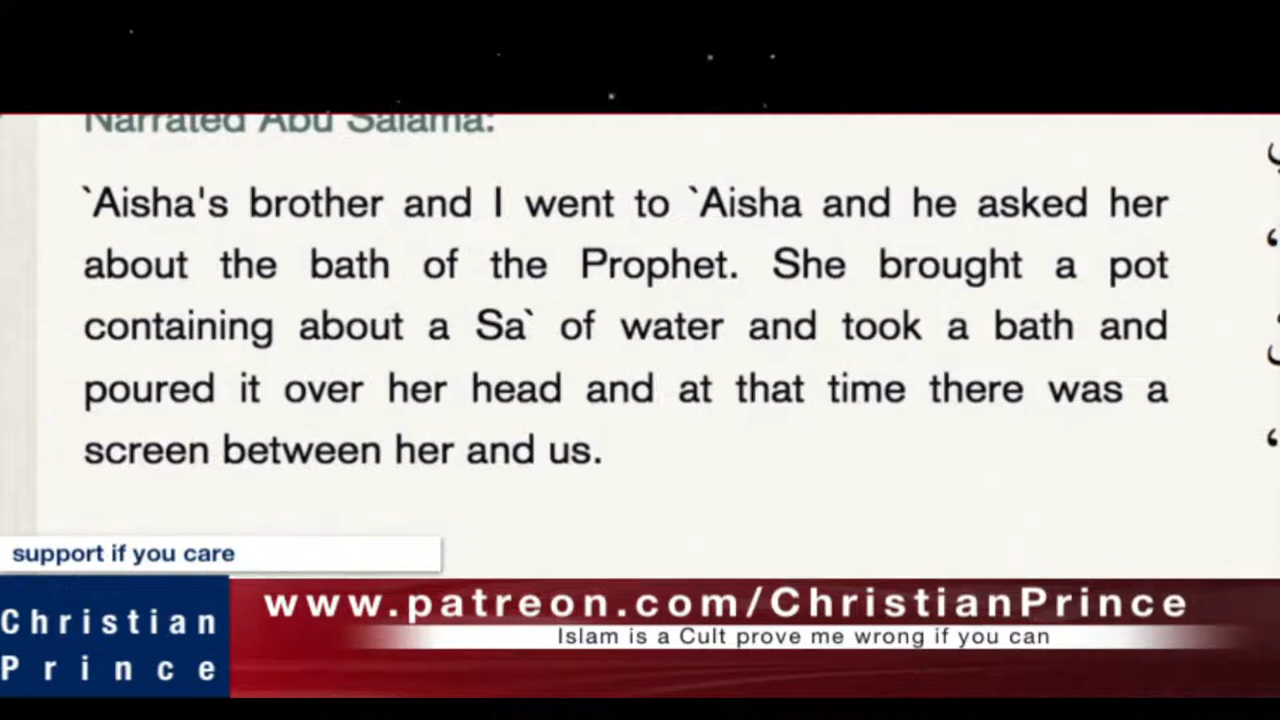 Narrated Abu Salama:
`Aisha's brother and I went to `Aisha and he asked her
about the bath of the Prophet. She brought a pot
containing about a Sa` of water and took a bath and
poured it over her head and at that time there was a
screen between her and us.
support if you care
Christian
Prince
www.patreon.com/ChristianPrince
Islam is a Cult prove me wrong if you can